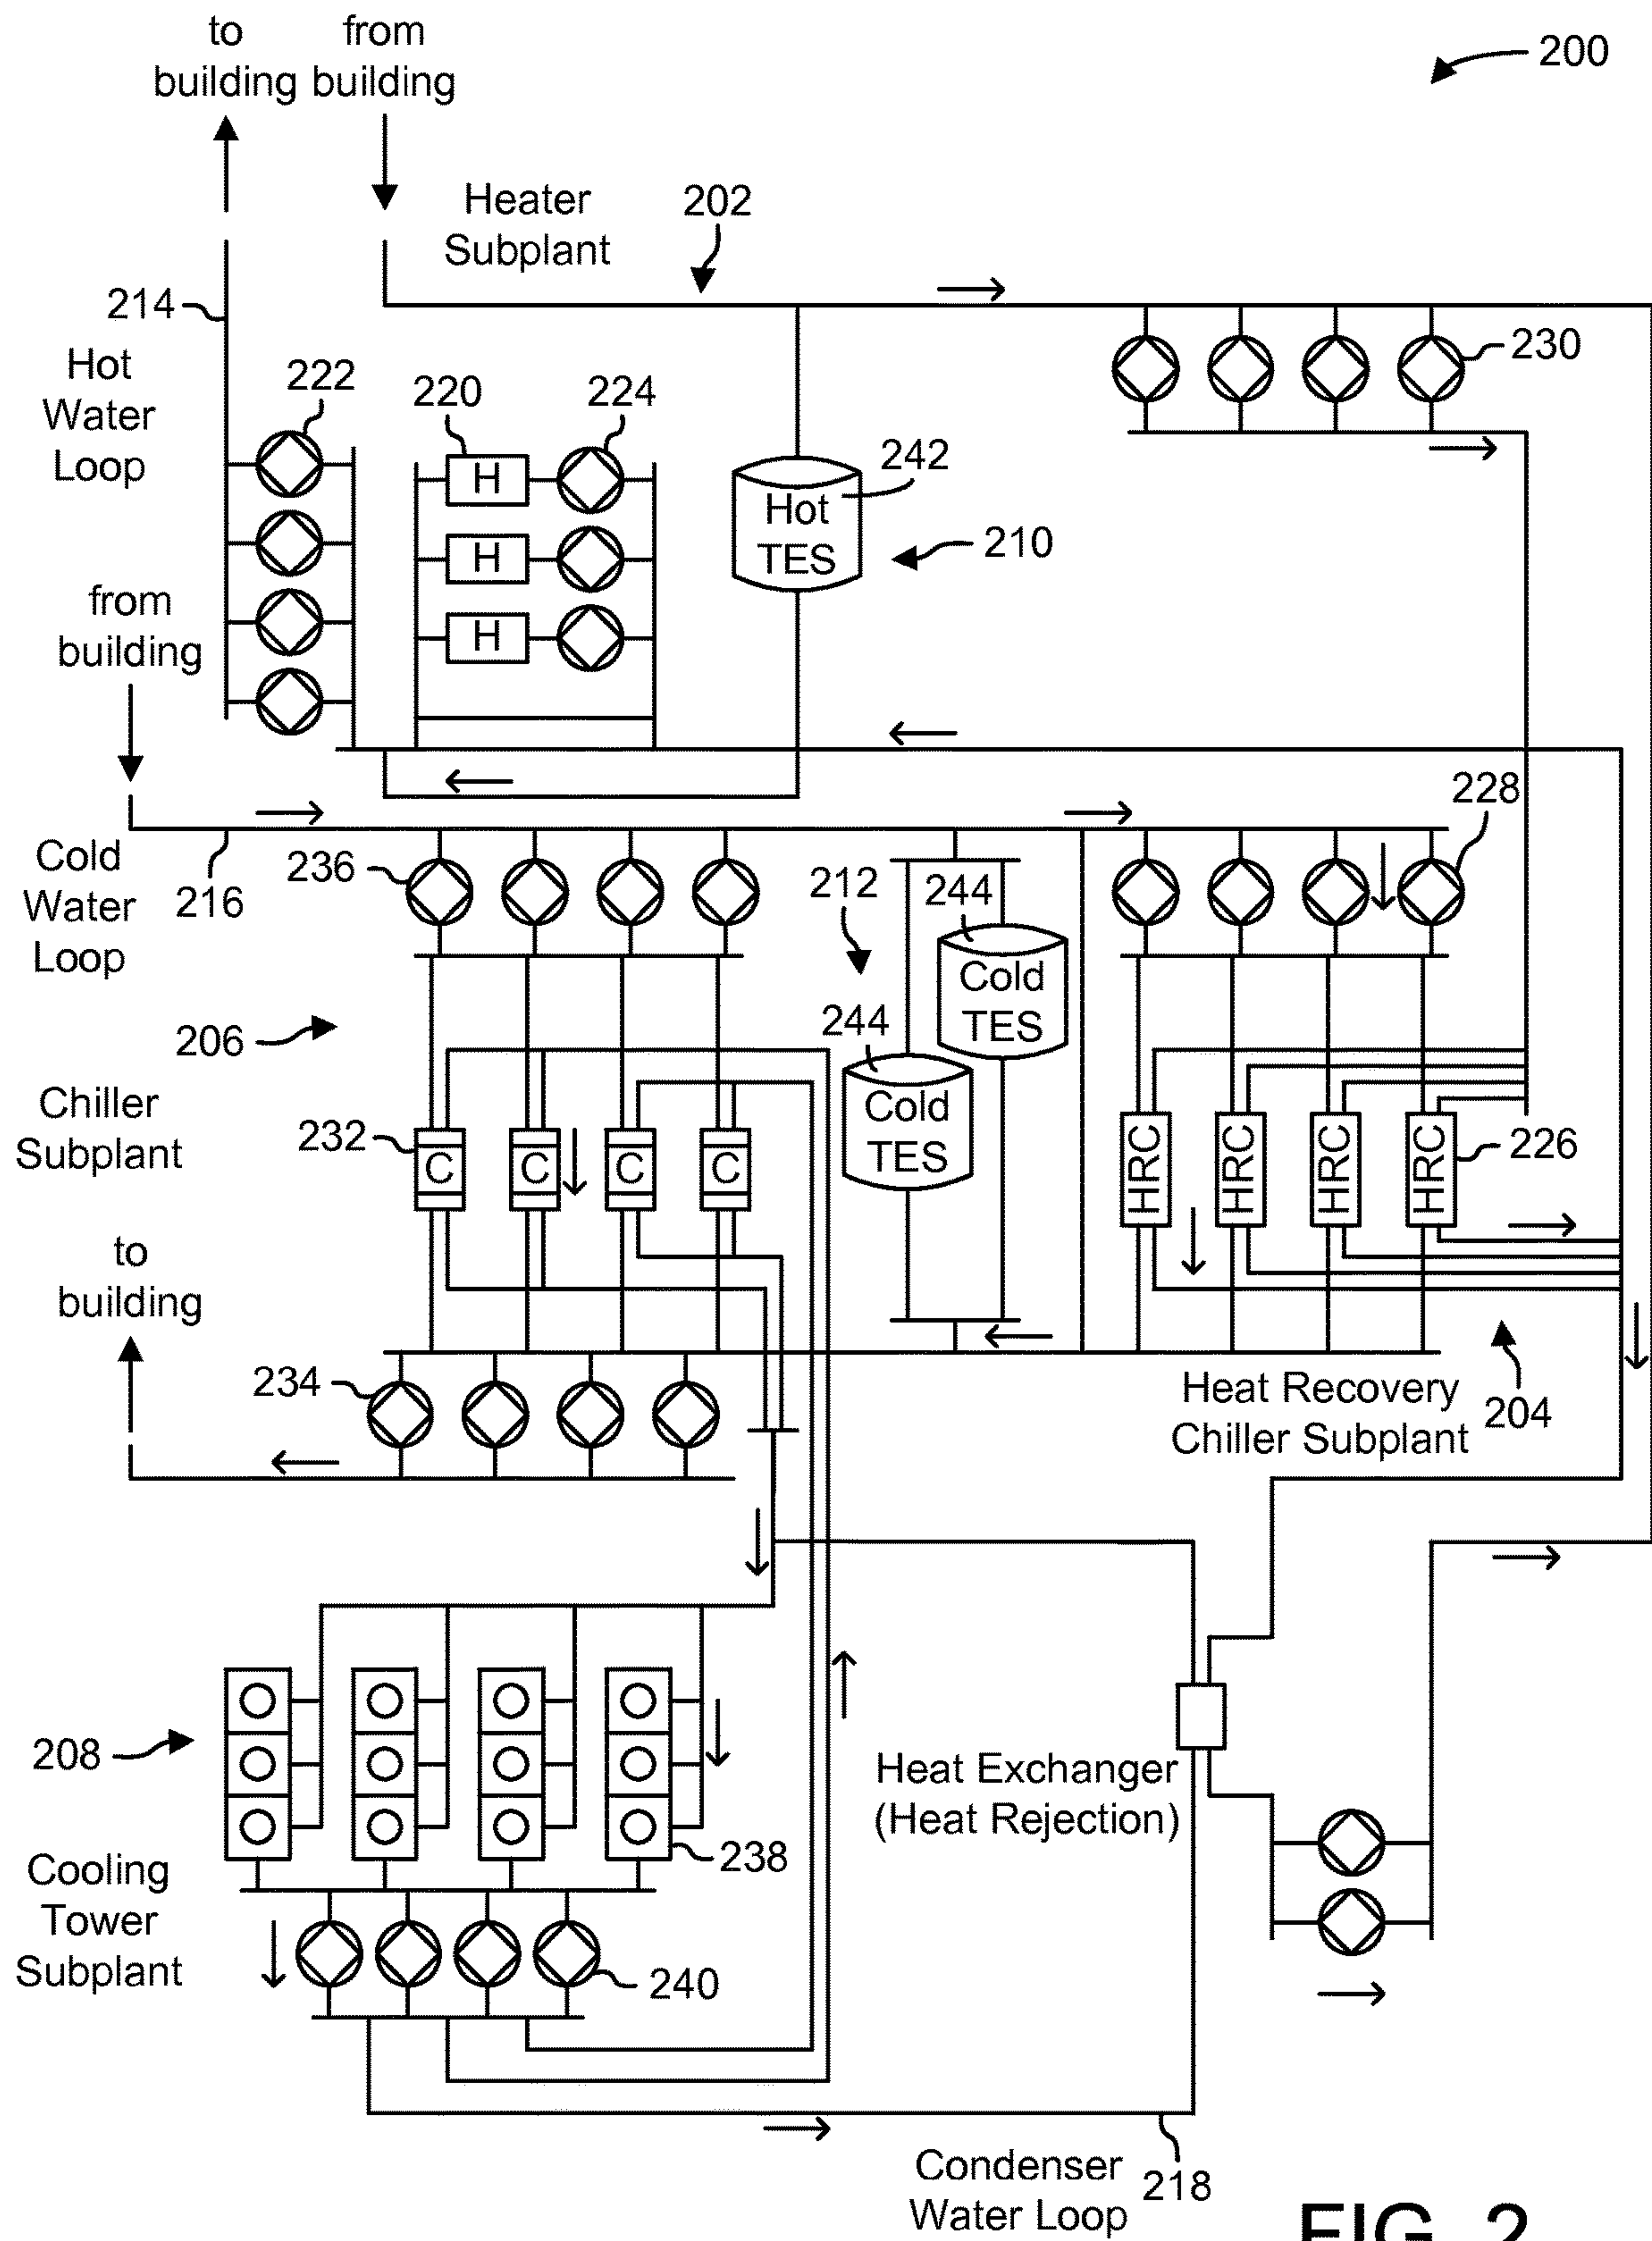 to from
building building
200
Heater
Subplant
202
214
Hot
Water
Loop
222
220
224
230
242
Hot
TES
210
H
H
H
from
building
228
Cold
Water
Loop
216
236
212
244
Cold
TES
244
Cold
TES
206
Chiller
Subplant
232
C C C C
HRC HRC HRC HRC
226
to
building
234
Heat Recovery
Chiller Subplant
204
208
Heat Exchanger
(Heat Rejection)
238
Cooling
Tower
Subplant
240
Condenser
Water Loop
218
FIG. 2